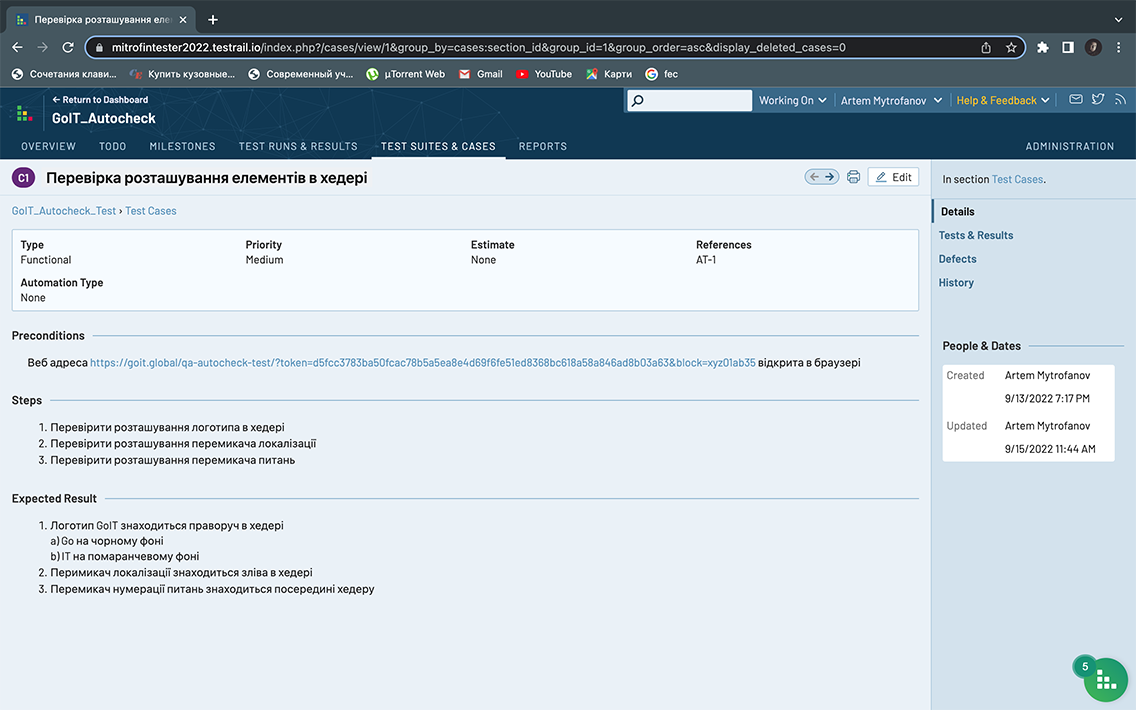 Перевірка розташування еле
mitrofintester2022.testrail.io/index.php?/cases/view/1&group_by=cases:section_id&group_id=1&group_order=asc&display_deleted_cases=0
Сочетания клави... Купить кузовные... Современный уч... µTorrent Web Gmail YouTube Карти fec
← Return to Dashboard
GoIT_Autocheck
Working On Artem Mytrofanov Help & Feedback
OVERVIEW TODO MILESTONES TEST RUNS & RESULTS TEST SUITES & CASES REPORTS ADMINISTRATION
C1 Перевірка розташування елементів в хедері
Edit
GoIT_Autocheck_Test › Test Cases
Type Priority Estimate References
Functional Medium None AT-1
Automation Type
None
Preconditions
Веб адреса https://goit.global/qa-autocheck-test/?token=d5fcc3783ba50fcac78b5a5ea8e4d69f6fe51ed8368bc618a58a846ad8b03a63&block=xyz01ab35 відкрита в браузері
Steps
1. Перевірити розташування логотипа в хедері
2. Перевірити розташування перемикача локалізації
3. Перевірити розташування перемикача питань
Expected Result
1. Логотип GoIT знаходиться праворуч в хедері
a) Go на чорному фоні
b) IT на помаранчевому фоні
2. Перимикач локалізації знаходиться зліва в хедері
3. Перемикач нумерації питань знаходиться посередині хедеру
In section Test Cases.
Details
Tests & Results
Defects
History
People & Dates
Created Artem Mytrofanov
9/13/2022 7:17 PM
Updated Artem Mytrofanov
9/15/2022 11:44 AM
5